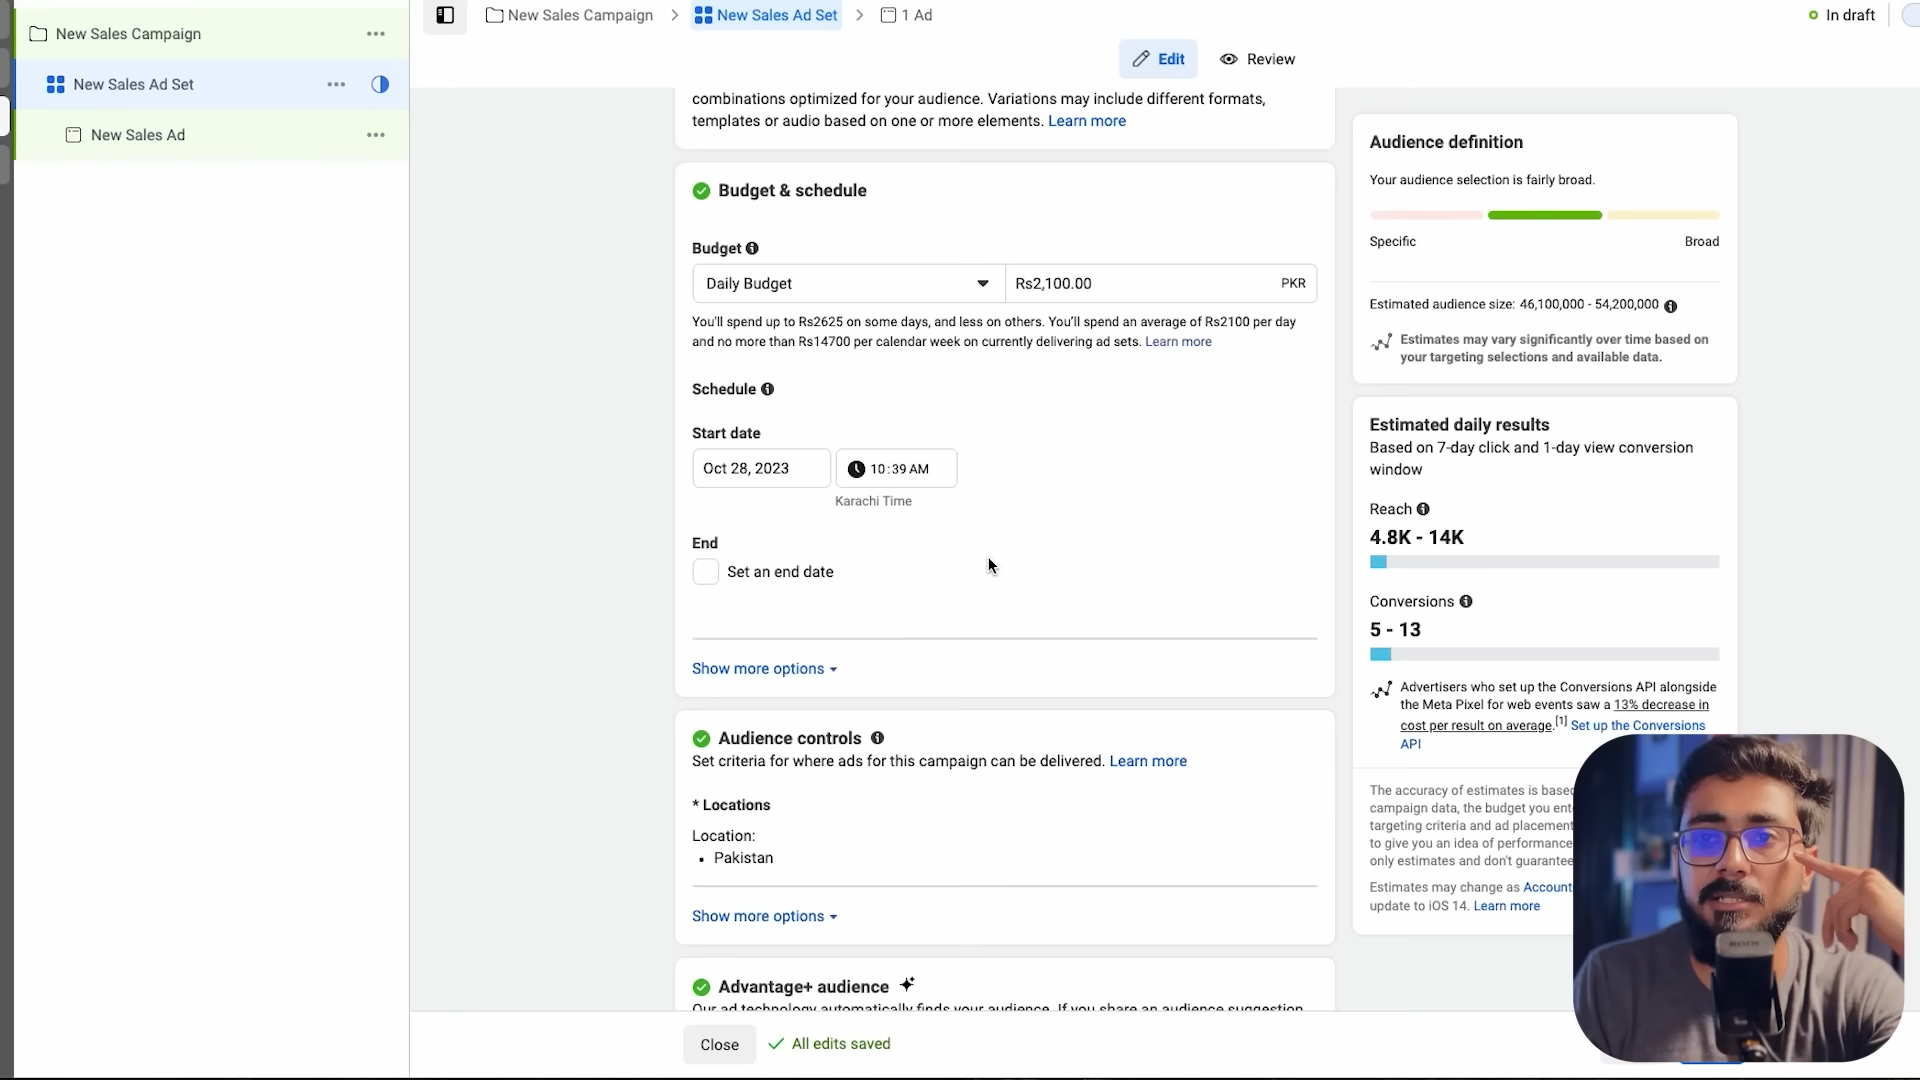 New Sales Campaign
New Sales Ad Set
New Sales Ad
New Sales Campaign > New Sales Ad Set > 1 Ad
In draft
Edit
Review
combinations optimized for your audience. Variations may include different formats,
templates or audio based on one or more elements. Learn more
Budget & schedule
Budget
Daily Budget
Rs2,100.00
PKR
You'll spend up to Rs2625 on some days, and less on others. You'll spend an average of Rs2100 per day
and no more than Rs14700 per calendar week on currently delivering ad sets. Learn more
Schedule
Start date
Oct 28, 2023
10:39 AM
Karachi Time
End
Set an end date
Show more options
Audience controls
Set criteria for where ads for this campaign can be delivered. Learn more
* Locations
Location:
• Pakistan
Show more options
Advantage+ audience
Our ad technology automatically finds your audience. If you share an audience suggestion
Close
All edits saved
Audience definition
Your audience selection is fairly broad.
Specific
Broad
Estimated audience size: 46,100,000 - 54,200,000
Estimates may vary significantly over time based on
your targeting selections and available data.
Estimated daily results
Based on 7-day click and 1-day view conversion
window
Reach
4.8K - 14K
Conversions
5 - 13
Advertisers who set up the Conversions API alongside
the Meta Pixel for web events saw a 13% decrease in
cost per result on average.[1] Set up the Conversions
API
The accuracy of estimates is base
campaign data, the budget you ent
targeting criteria and ad placement
to give you an idea of performance
only estimates and don't guarantee
Estimates may change as Account
update to iOS 14. Learn more